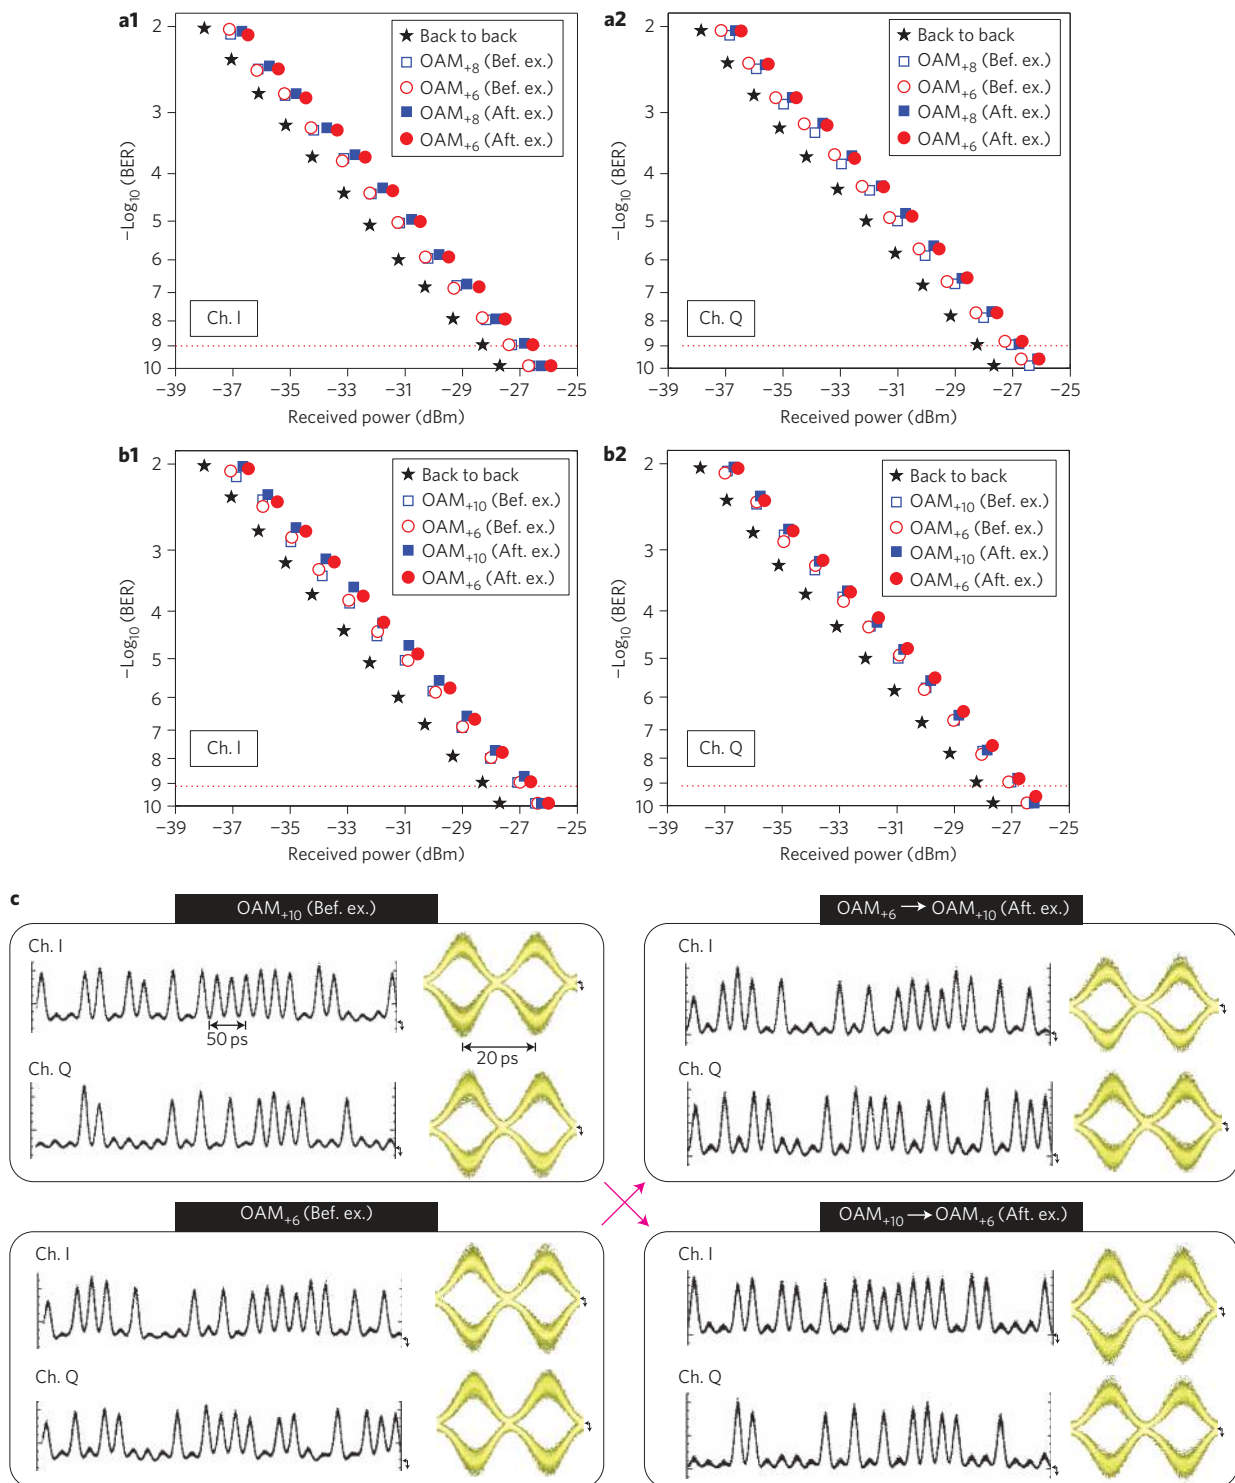 a1
2
3
4
5
6
7
8
9
10
−Log10 (BER)
★ Back to back
□ OAM+8 (Bef. ex.)
○ OAM+6 (Bef. ex.)
■ OAM+8 (Aft. ex.)
● OAM+6 (Aft. ex.)
Ch. I
−39 −37 −35 −33 −31 −29 −27 −25
Received power (dBm)
a2
2
3
4
5
6
7
8
9
10
−Log10 (BER)
★ Back to back
□ OAM+8 (Bef. ex.)
○ OAM+6 (Bef. ex.)
■ OAM+8 (Aft. ex.)
● OAM+6 (Aft. ex.)
Ch. Q
−39 −37 −35 −33 −31 −29 −27 −25
Received power (dBm)
b1
2
3
4
5
6
7
8
9
10
−Log10 (BER)
★ Back to back
□ OAM+10 (Bef. ex.)
○ OAM+6 (Bef. ex.)
■ OAM+10 (Aft. ex.)
● OAM+6 (Aft. ex.)
Ch. I
−39 −37 −35 −33 −31 −29 −27 −25
Received power (dBm)
b2
2
3
4
5
6
7
8
9
10
−Log10 (BER)
★ Back to back
□ OAM+10 (Bef. ex.)
○ OAM+6 (Bef. ex.)
■ OAM+10 (Aft. ex.)
● OAM+6 (Aft. ex.)
Ch. Q
−39 −37 −35 −33 −31 −29 −27 −25
Received power (dBm)
c
OAM+10 (Bef. ex.)
Ch. I
50 ps
20 ps
Ch. Q
OAM+6 → OAM+10 (Aft. ex.)
Ch. I
Ch. Q
OAM+6 (Bef. ex.)
Ch. I
Ch. Q
OAM+10 → OAM+6 (Aft. ex.)
Ch. I
Ch. Q